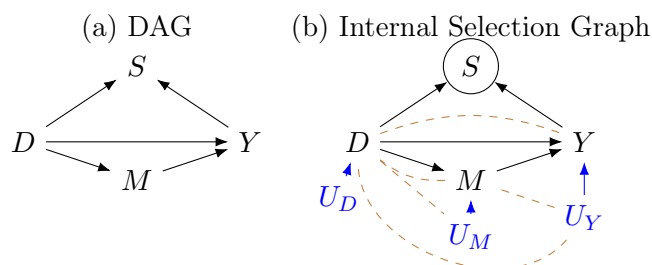 (a) DAG
S
D
Y
M
(b) Internal Selection Graph
S
D
Y
M
U_D
U_M
U_Y